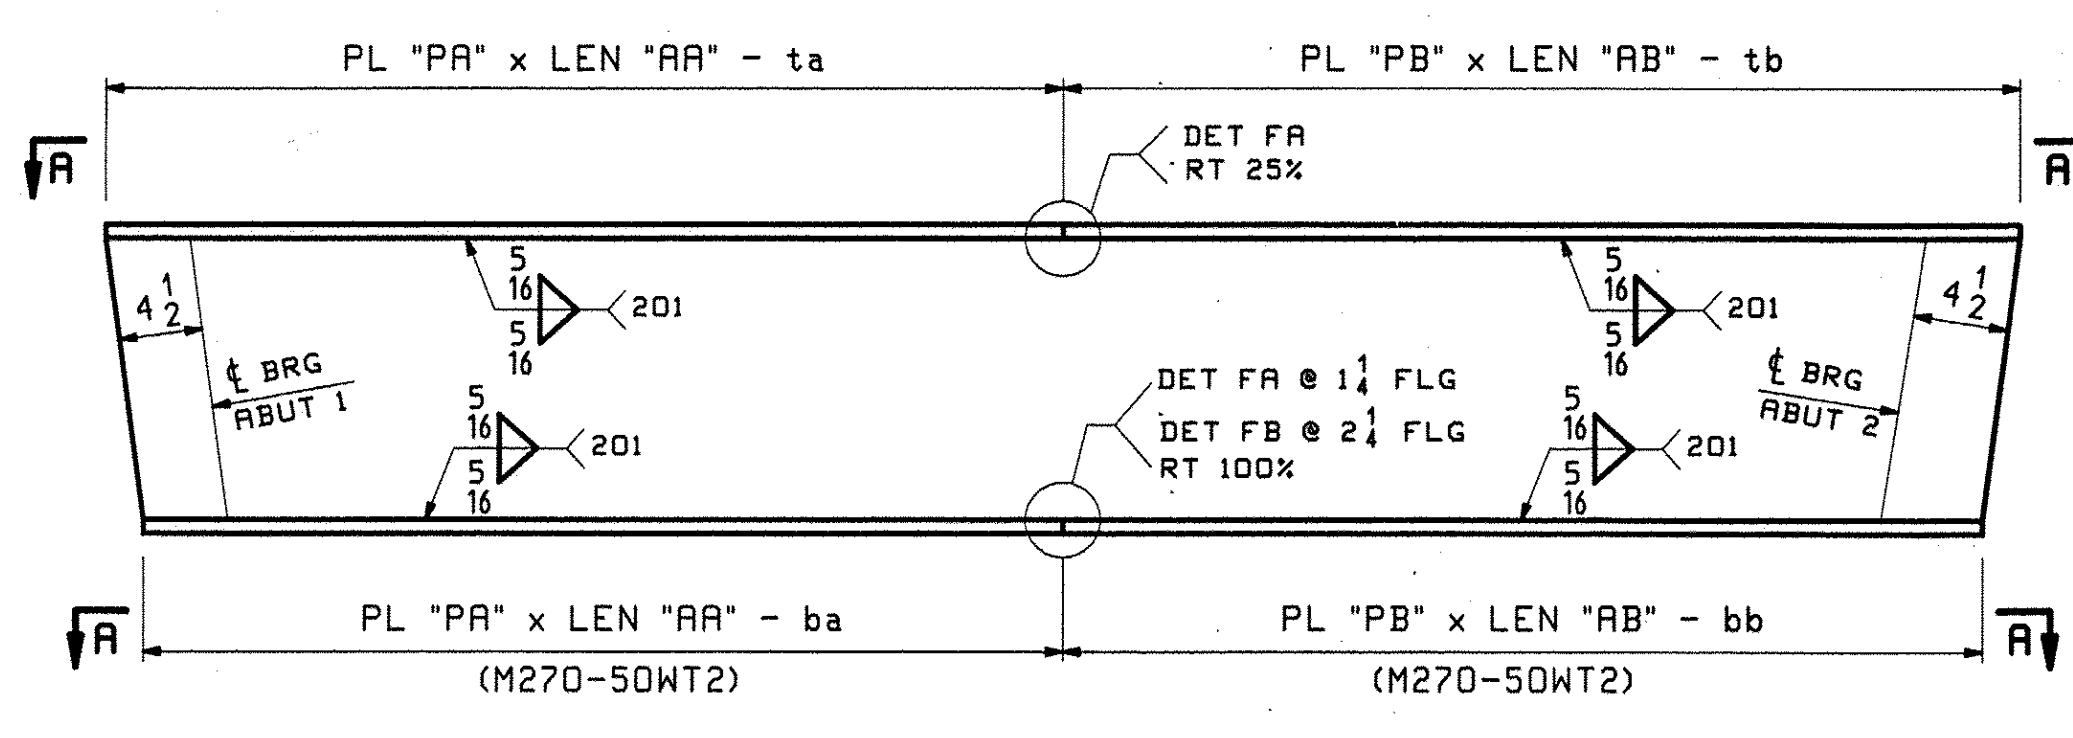 PL "PA" x LEN "AA" - ta
PL "PB" x LEN "AB" - tb
A
A
DET FA
RT 25%
5
16
5
16
201
5
16
5
16
201
4 1/2
4 1/2
℄ BRG
ABUT 1
℄ BRG
ABUT 2
DET FA @ 1 1/4 FLG
DET FB @ 2 1/4 FLG
RT 100%
5
16
5
16
201
5
16
5
16
201
A
A
PL "PA" x LEN "AA" - ba
PL "PB" x LEN "AB" - bb
(M270-50WT2)
(M270-50WT2)